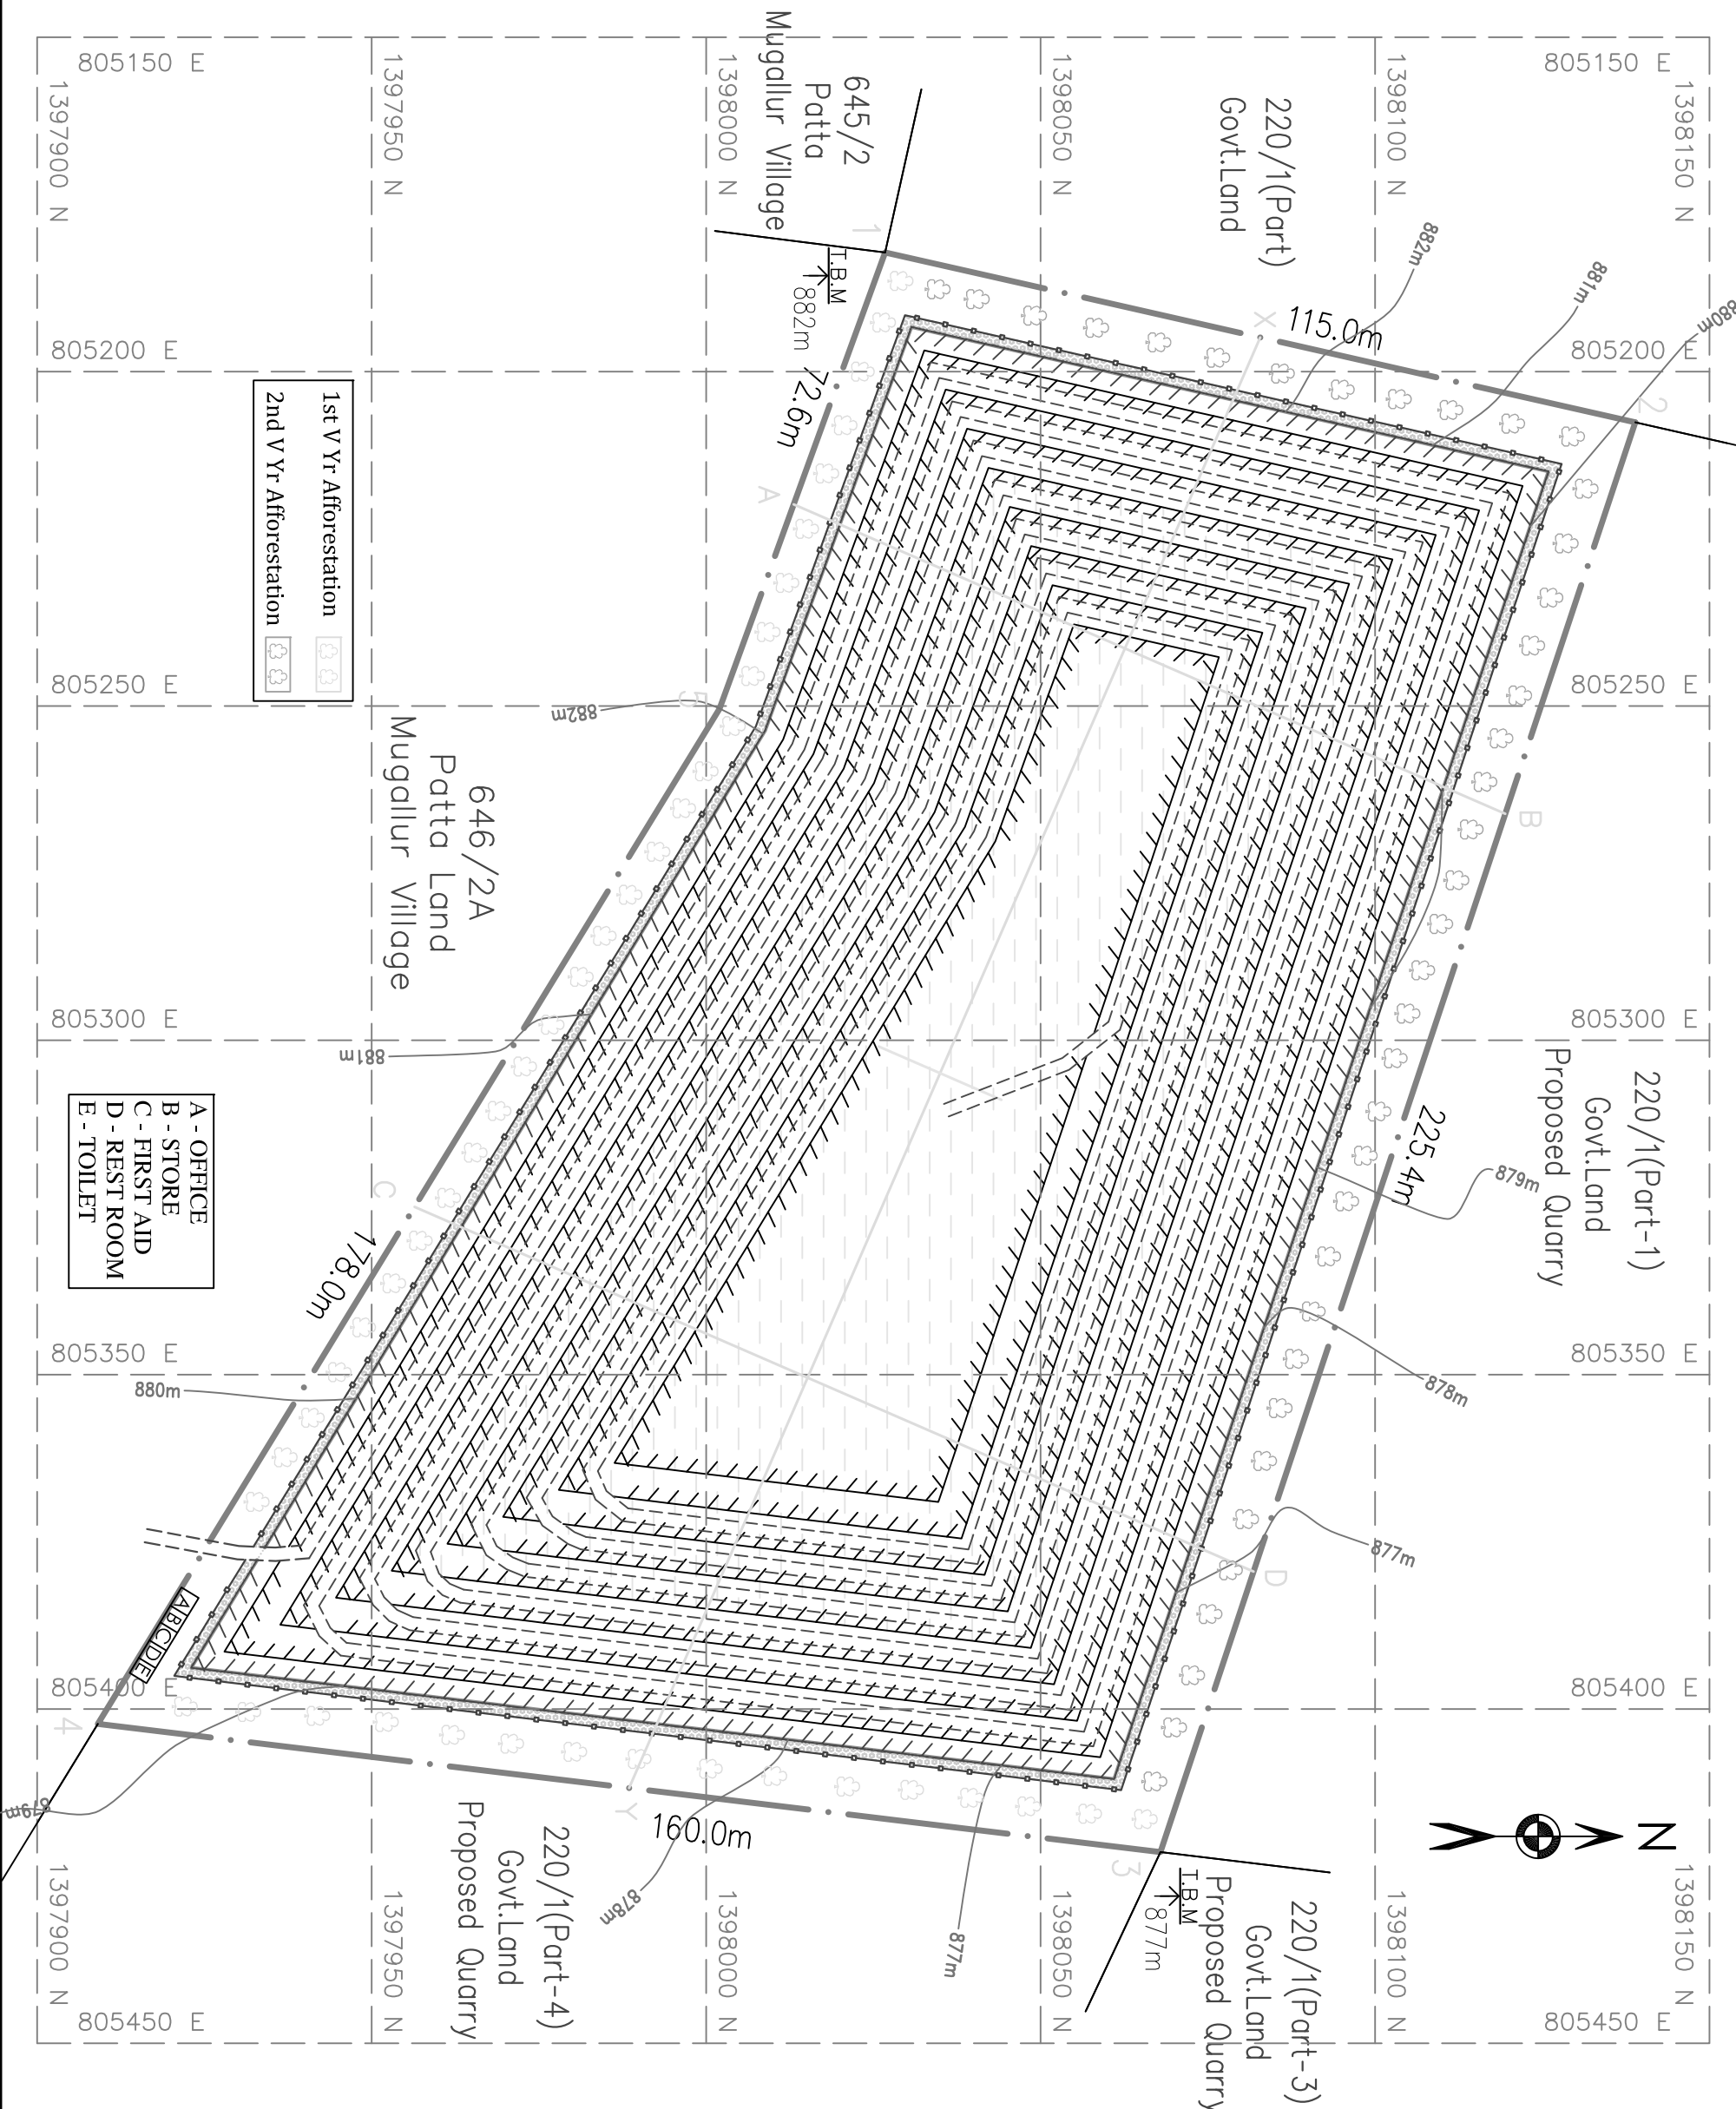 805150 E
805150 E
1397900 N
1397950 N
1398000 N
1398050 N
1398100 N
1398150 N
645/2
Patta
Mugallur Village
220/1(Part)
Govt.Land
882m
881m
880m
1
T.B.M
882m
X
115.0m
2
805200 E
805200 E
72.6m
1st V Yr Afforestation
2nd V Yr Afforestation
A
B
805250 E
805250 E
882m
5
646/2A
Patta Land
Mugallur Village
805300 E
805300 E
881m
220/1(Part-1)
Govt.Land
Proposed Quarry
225.4m
879m
A - OFFICE
B - STORE
C - FIRST AID
D - REST ROOM
E - TOILET
C
178.0m
805350 E
805350 E
880m
878m
877m
D
A B C D E
805400 E
805400 E
4
879m
Y
160.0m
3
T.B.M
877m
N
878m
877m
220/1(Part-4)
Govt.Land
Proposed Quarry
220/1(Part-3)
Govt.Land
Proposed Quarry
1397900 N
1397950 N
1398000 N
1398050 N
1398100 N
1398150 N
805450 E
805450 E